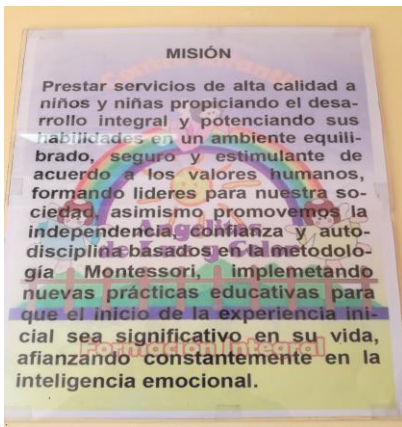 MISIÓN
Prestar servicios de alta calidad a
niños y niñas propiciando el desa-
rrollo integral y potenciando sus
habilidades en un ambiente equili-
brado, seguro y estimulante de
acuerdo a los valores humanos,
formando lideres para nuestra so-
ciedad, asimismo promovemos la
independencia, confianza y auto-
disciplina basados en la metodolo-
gía Montessori, implemetando
nuevas prácticas educativas para
que el inicio de la experiencia ini-
cial sea significativo en su vida,
afianzando constantemente en la
inteligencia emocional.
Formación Integral